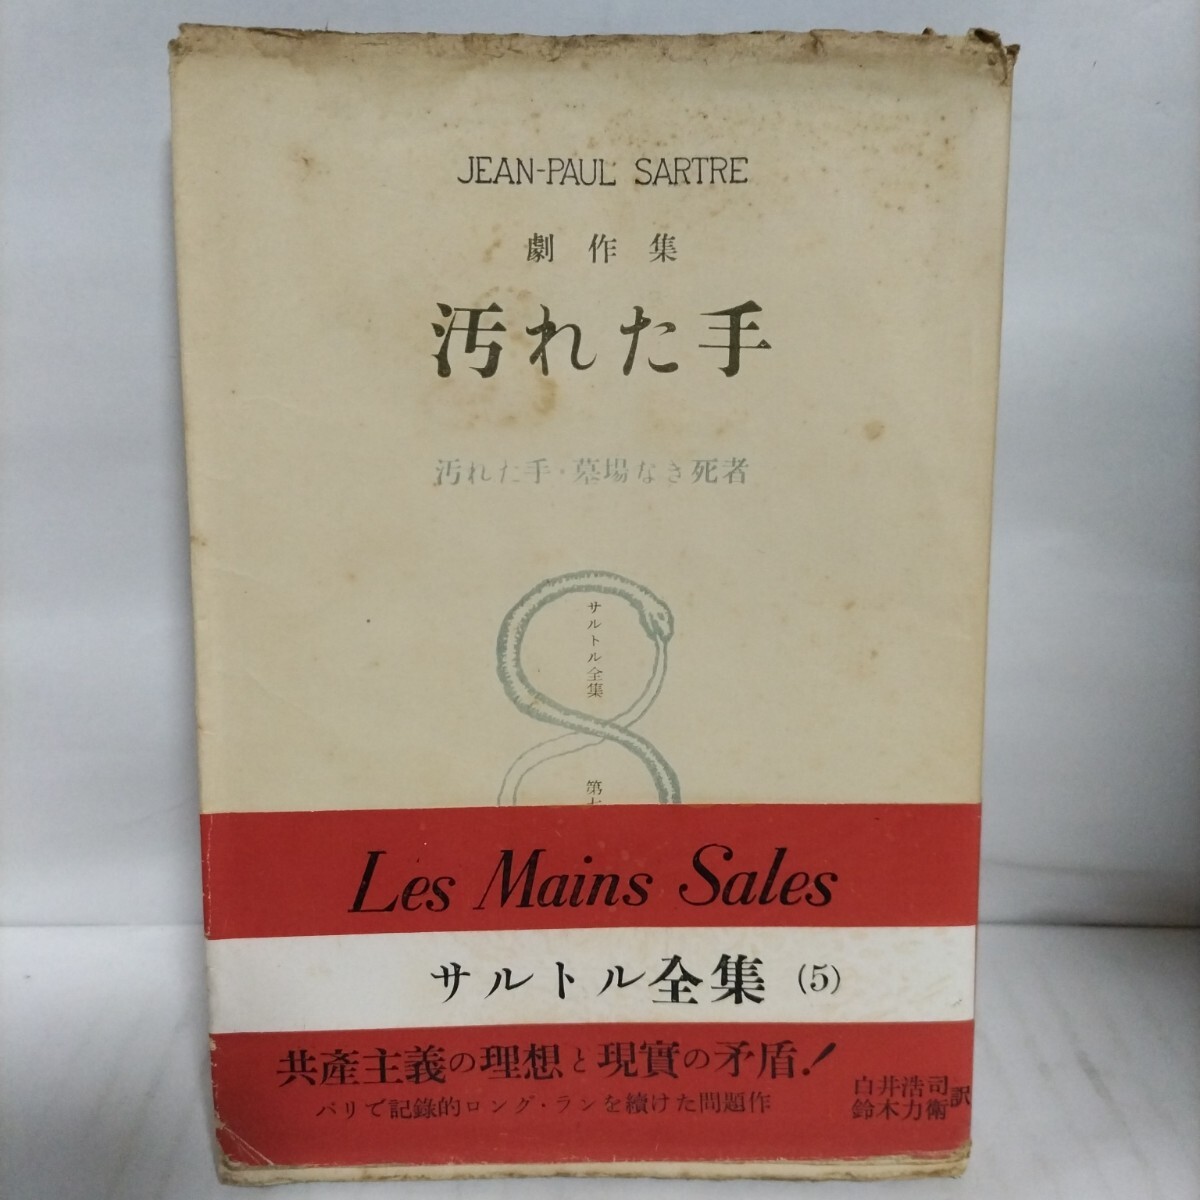 JEAN-PAUL SARTRE
劇作集
汚れた手
汚れた手・墓場なき死者
サルトル全集
第
Les Mains Sales
サルトル全集 (5)
共產主義の理想と現實の矛盾!
パリで記錄的ロング・ランを續けた問題作
白井浩司
鈴木力衛
訳